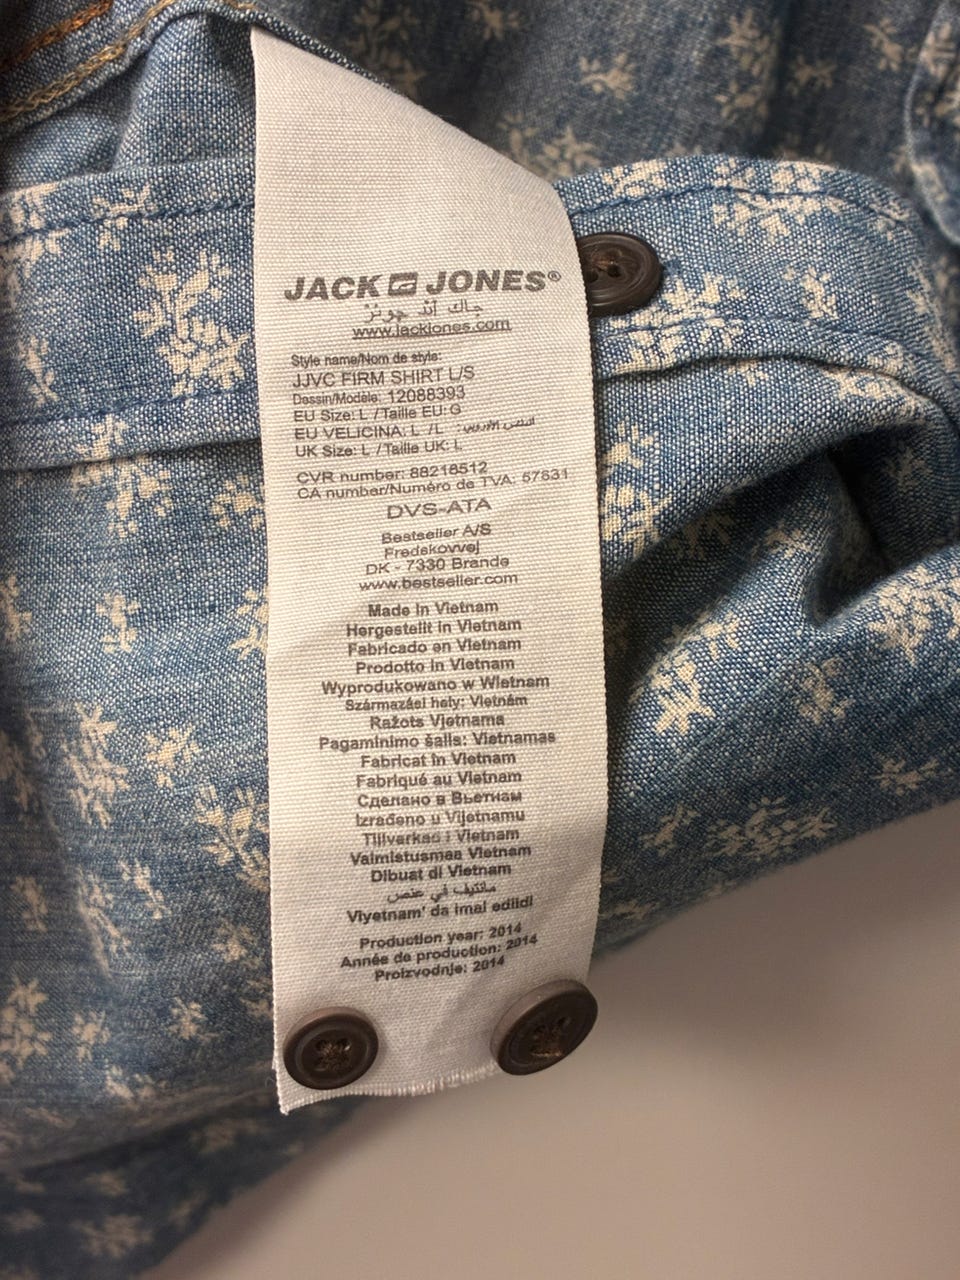 JACK & JONES®
جاك آند جونز
www.jackjones.com
Style name/Nom de style:
JJVC FIRM SHIRT L/S
Dessin/Modèle: 12088393
EU Size: L / Taille EU: G
EU VELICINA: L /L
UK Size: L / Taille UK: L
CVR number: 88216512
CA number/Numéro de TVA: 57831
DVS-ATA
Bestseller A/S
Fredskovvej
DK - 7330 Brande
www.bestseller.com
Made in Vietnam
Hergestellt in Vietnam
Fabricado en Vietnam
Prodotto in Vietnam
Wyprodukowano w Wietnam
Származási hely: Vietnám
Ražots Vjetnama
Pagaminimo šalis: Vietnamas
Fabricat în Vietnam
Fabriqué au Vietnam
Сделано в Вьетнам
Izrađeno u Vijetnamu
Tillverkad i Vietnam
Valmistusmaa Vietnam
Dibuat di Vietnam
Viyetnam' da imal edildi
Production year: 2014
Année de production: 2014
Proizvodnje: 2014